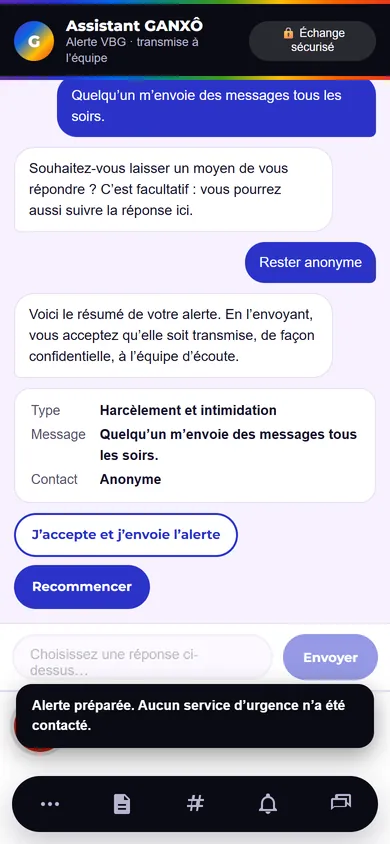 G
Assistant GANXÔ
Alerte VBG · transmise à
l’équipe
🔒 Échange
sécurisé
Quelqu’un m’envoie des messages tous les
soirs.
Souhaitez-vous laisser un moyen de vous
répondre ? C’est facultatif : vous pourrez
aussi suivre la réponse ici.
Rester anonyme
Voici le résumé de votre alerte. En l’envoyant,
vous acceptez qu’elle soit transmise, de façon
confidentielle, à l’équipe d’écoute.
Type Harcèlement et intimidation
Message Quelqu’un m’envoie des messages tous
les soirs.
Contact Anonyme
J’accepte et j’envoie l’alerte
Recommencer
Choisissez une réponse ci-
dessus…
Envoyer
Alerte préparée. Aucun service d’urgence n’a été
contacté.